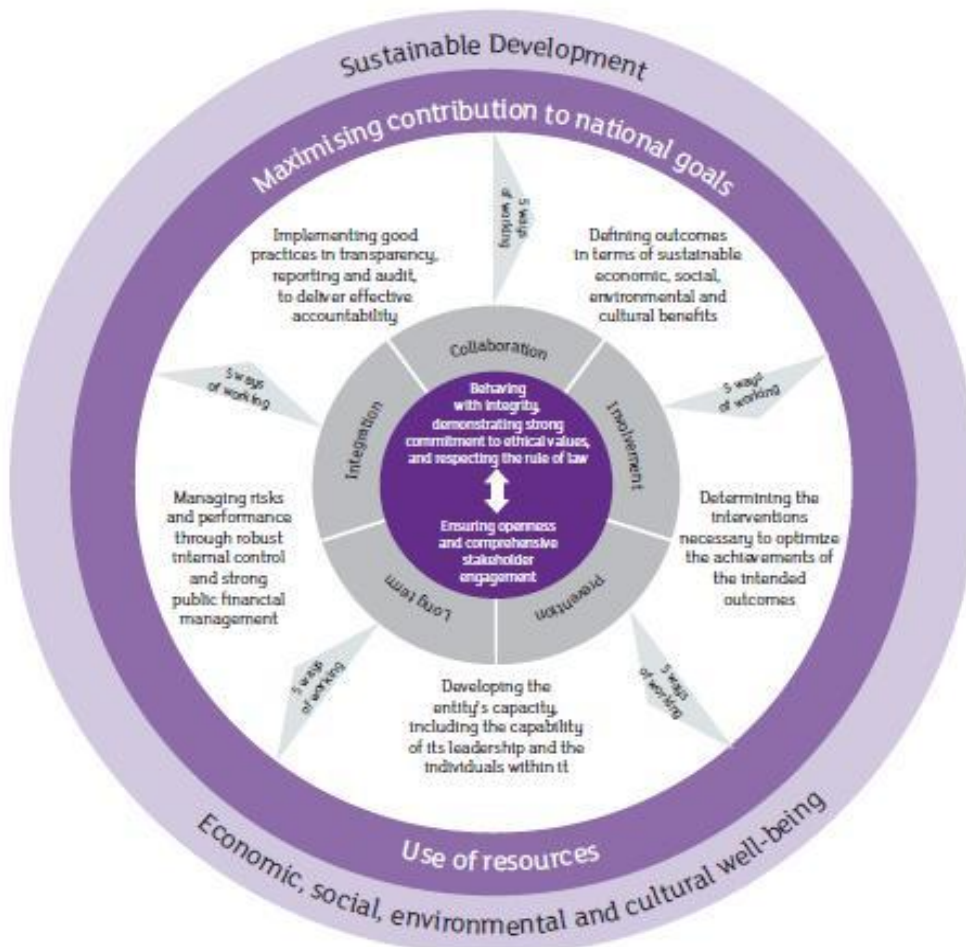 Sustainable Development
Maximising contribution to national goals
5 ways
of working
Implementing good
practices in transparency,
reporting and audit,
to deliver effective
accountability
Defining outcomes
in terms of sustainable
economic, social,
environmental and
cultural benefits
5 ways
of working
5 ways
of working
Collaboration
Integration
Involvement
Behaving
with integrity,
demonstrating strong
commitment to ethical values,
and respecting the rule of law
Ensuring openness
and comprehensive
stakeholder
engagement
Long term
Prevention
Managing risks
and performance
through robust
internal control
and strong
public financial
management
Determining the
interventions
necessary to optimize
the achievements of
the intended
outcomes
5 ways
of working
5 ways
of working
Developing the
entity's capacity,
including the capability
of its leadership and the
individuals within it
Use of resources
Economic, social, environmental and cultural well-being